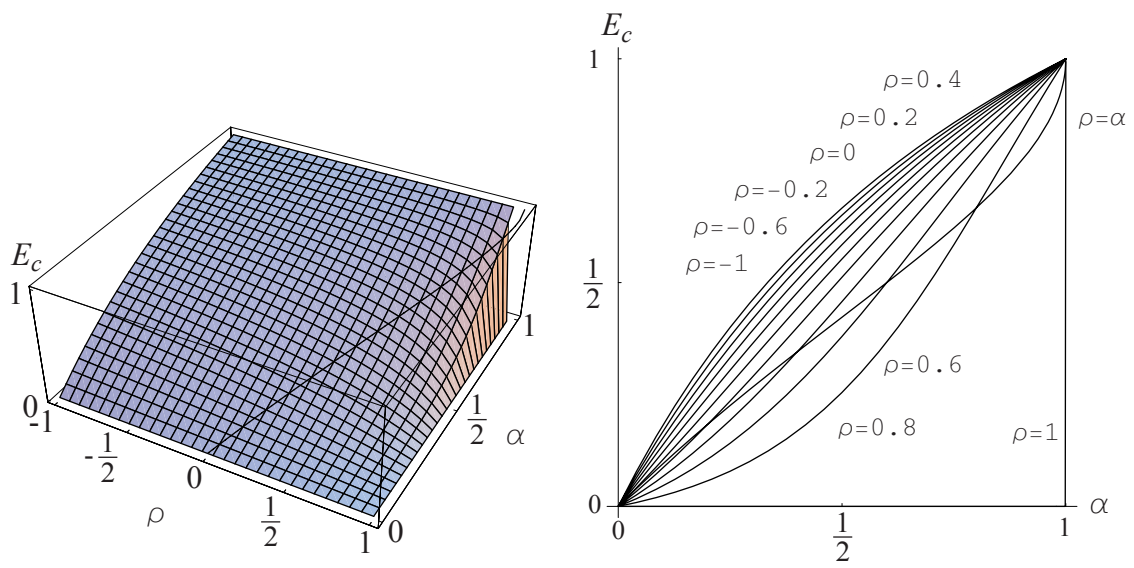 E_c
1
0
-1
-1/2
0
1/2
1
ρ
0
1/2
1
α
E_c
1
ρ=0.4
ρ=0.2
ρ=α
ρ=0
ρ=-0.2
ρ=-0.6
ρ=-1
1/2
ρ=0.6
ρ=0.8
ρ=1
0
α
0
1/2
1